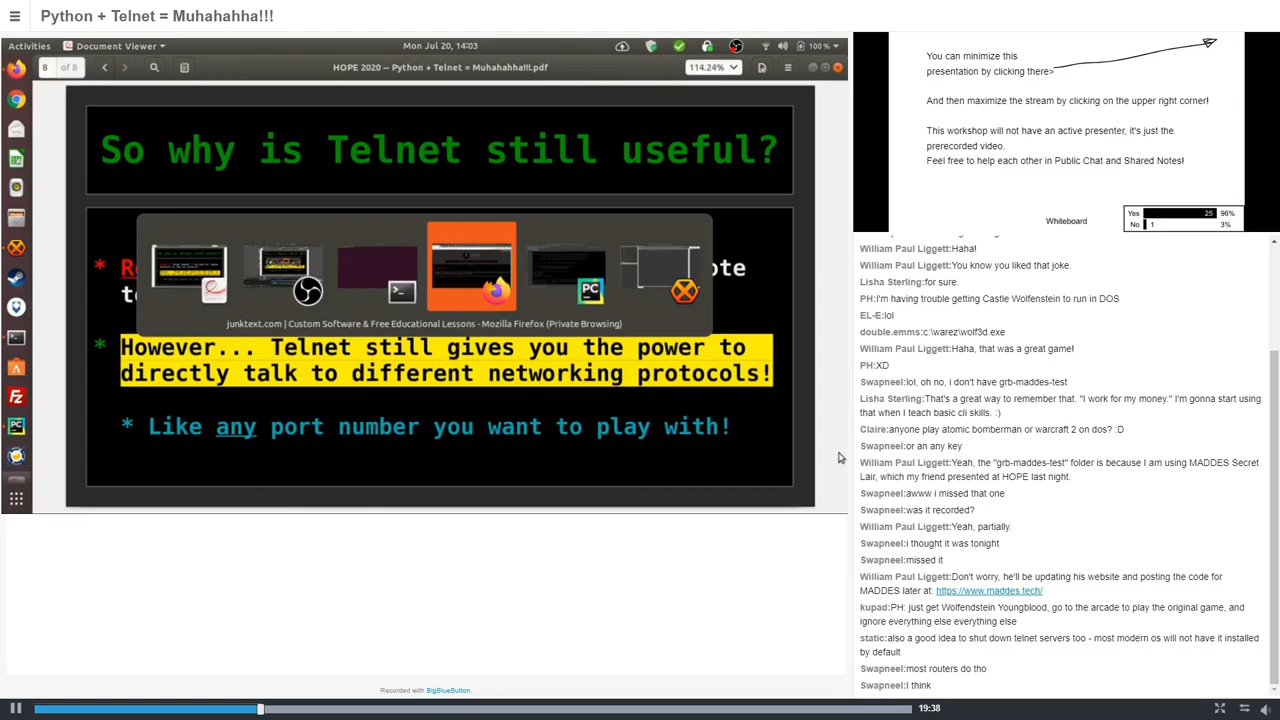 Python + Telnet = Muhahahha!!!
Activities
Document Viewer
Mon Jul 20, 14:03
100 %
8 of 8
HOPE 2020 -- Python + Telnet = Muhahahha!!!.pdf
114.24%
So why is Telnet still useful?
junktext.com | Custom Software & Free Educational Lessons - Mozilla Firefox (Private Browsing)
* However... Telnet still gives you the power to
directly talk to different networking protocols!
* Like any port number you want to play with!
Recorded with BigBlueButton.
19:38
You can minimize this
presentation by clicking there>
And then maximize the stream by clicking on the upper right corner!
This workshop will not have an active presenter, it's just the
prerecorded video.
Feel free to help each other in Public Chat and Shared Notes!
Whiteboard
Yes 25 96%
No 1 3%
William Paul Liggett:Haha!
William Paul Liggett:You know you liked that joke.
Lisha Sterling:for sure.
PH:I'm having trouble getting Castle Wolfenstein to run in DOS
EL-E:lol
double.emms:c:\warez\wolf3d.exe
William Paul Liggett:Haha, that was a great game!
PH:XD
Swapneel:lol, oh no, i don't have grb-maddes-test
Lisha Sterling:That's a great way to remember that. "I work for my money." I'm gonna start using
that when I teach basic cli skills. :)
Claire:anyone play atomic bomberman or warcraft 2 on dos? :D
Swapneel:or an any key
William Paul Liggett:Yeah, the "grb-maddes-test" folder is because I am using MADDES Secret
Lair, which my friend presented at HOPE last night.
Swapneel:awww i missed that one
Swapneel:was it recorded?
William Paul Liggett:Yeah, partially.
Swapneel:i thought it was tonight
Swapneel:missed it
William Paul Liggett:Don't worry, he'll be updating his website and posting the code for
MADDES later at: https://www.maddes.tech/
kupad:PH: just get Wolfendstein Youngblood, go to the arcade to play the original game, and
ignore everything else everything else
static:also a good idea to shut down telnet servers too - most modern os will not have it installed
by default
Swapneel:most routers do tho
Swapneel:I think